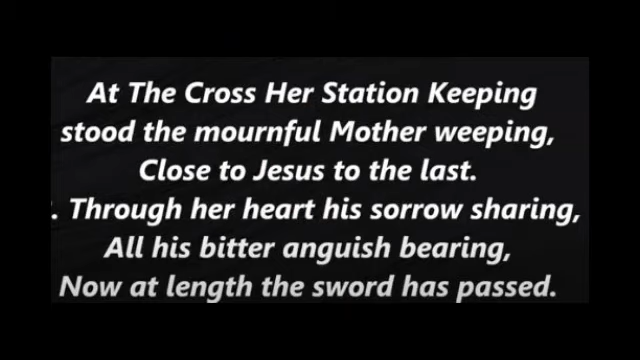 At The Cross Her Station Keeping
stood the mournful Mother weeping,
Close to Jesus to the last.
. Through her heart his sorrow sharing,
All his bitter anguish bearing,
Now at length the sword has passed.